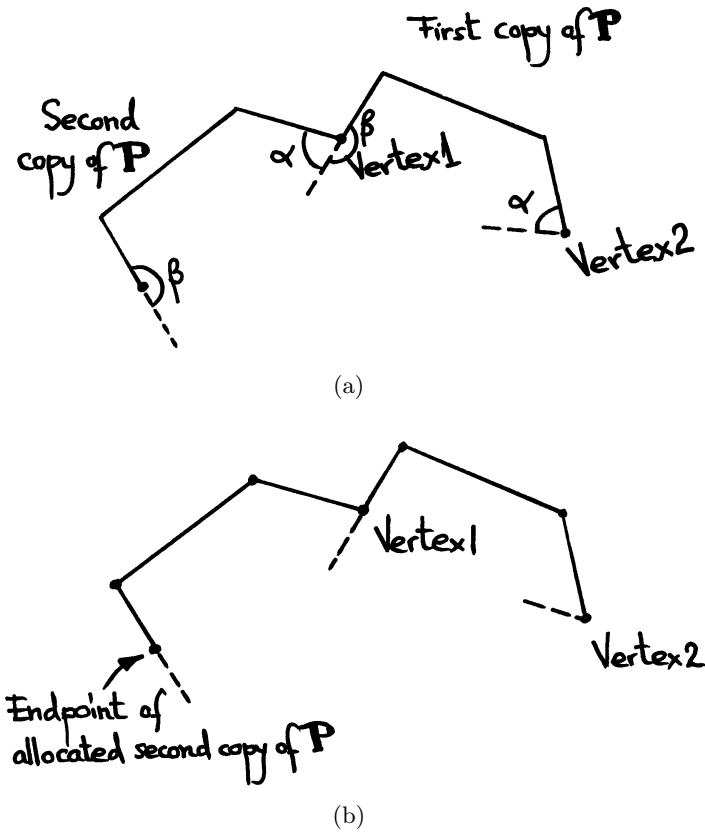 First copy of P
Second
copy of P
α
β
Vertex1
α
Vertex2
β
(a)
Vertex1
Vertex2
Endpoint of
allocated second copy of P
(b)